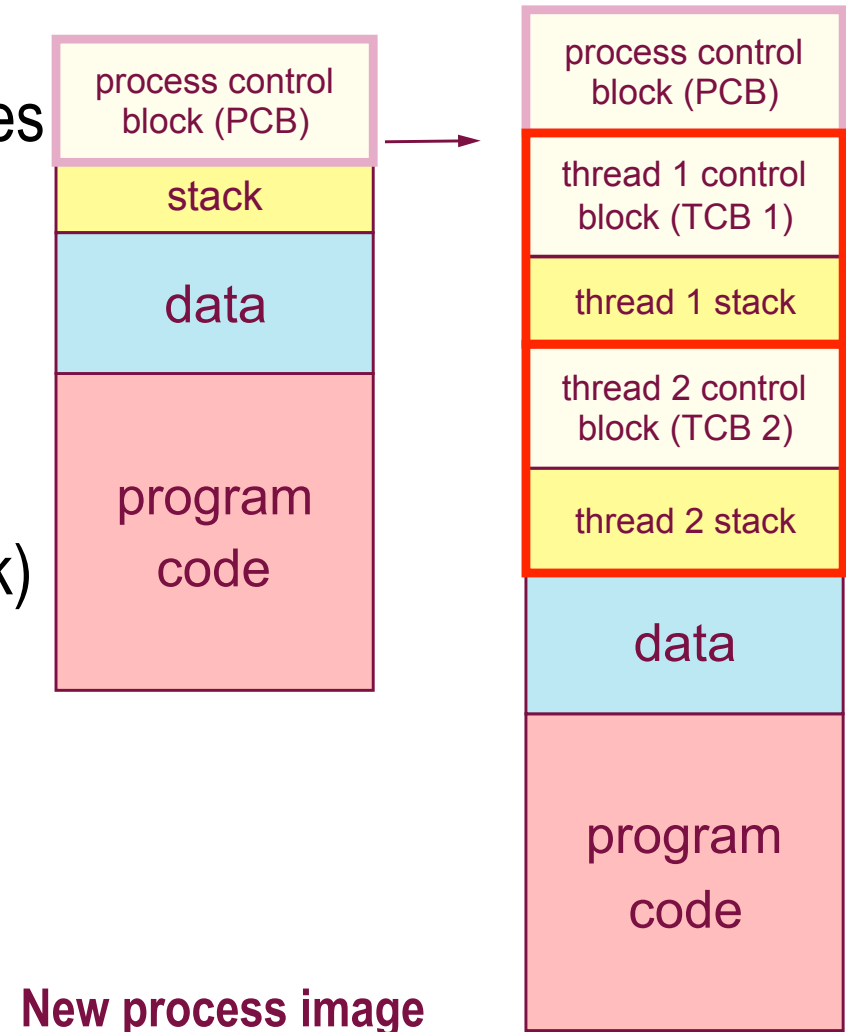 es
k)
process control
block (PCB)
stack
data
program
code
process control
block (PCB)
thread 1 control
block (TCB 1)
thread 1 stack
thread 2 control
block (TCB 2)
thread 2 stack
data
program
code
New process image